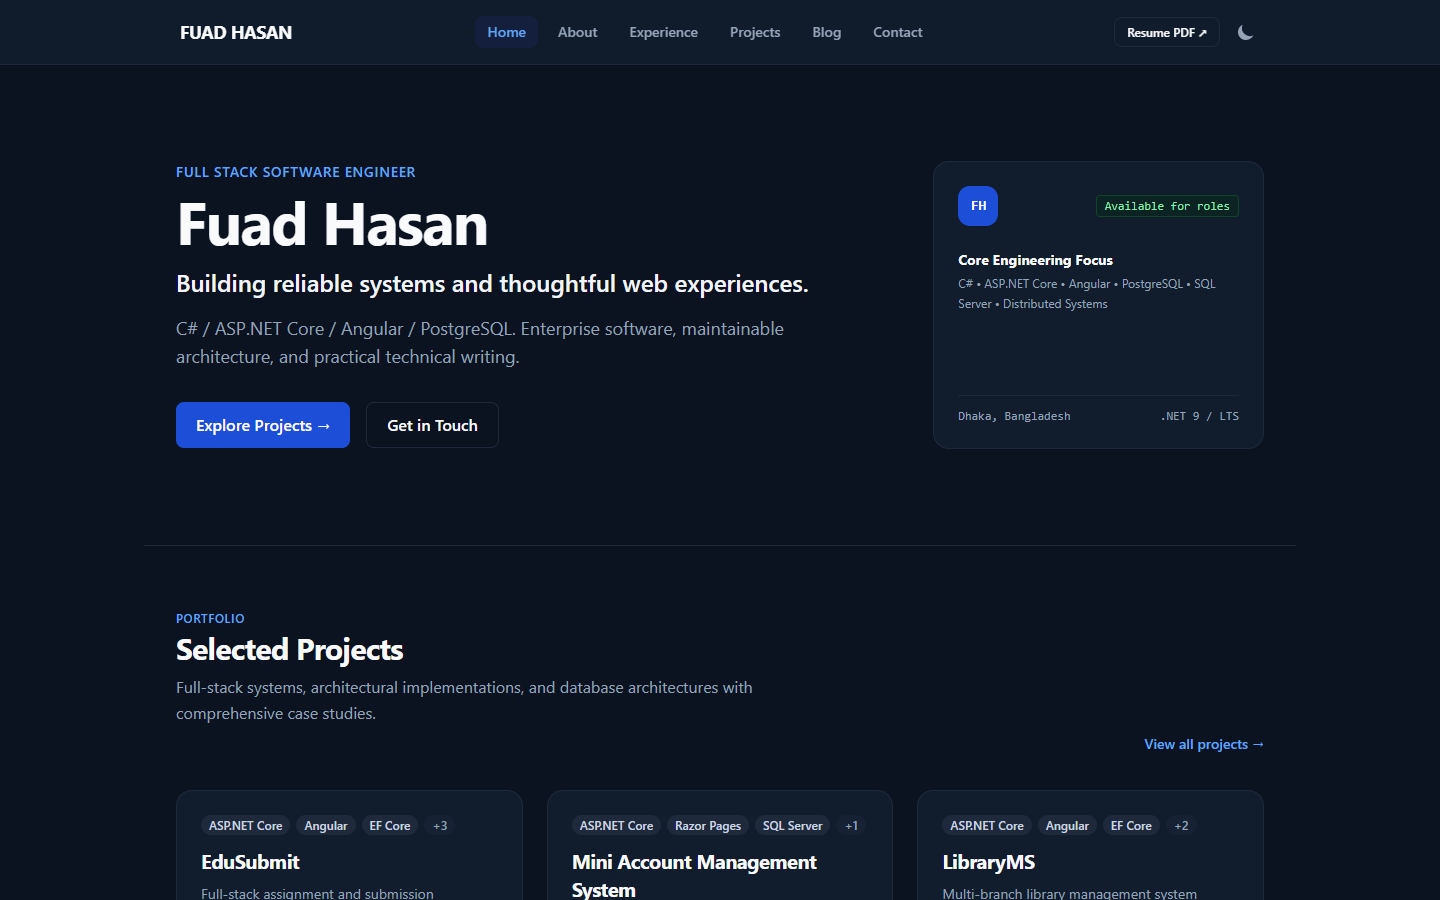 FUAD HASAN
Home
About
Experience
Projects
Blog
Contact
Resume PDF ↗
FULL STACK SOFTWARE ENGINEER
Fuad Hasan
Building reliable systems and thoughtful web experiences.
C# / ASP.NET Core / Angular / PostgreSQL. Enterprise software, maintainable
architecture, and practical technical writing.
Explore Projects →
Get in Touch
FH
Available for roles
Core Engineering Focus
C# • ASP.NET Core • Angular • PostgreSQL • SQL
Server • Distributed Systems
Dhaka, Bangladesh
.NET 9 / LTS
PORTFOLIO
Selected Projects
Full-stack systems, architectural implementations, and database architectures with
comprehensive case studies.
View all projects →
ASP.NET Core
Angular
EF Core
+3
EduSubmit
Full-stack assignment and submission
ASP.NET Core
Razor Pages
SQL Server
+1
Mini Account Management
System
ASP.NET Core
Angular
EF Core
+2
LibraryMS
Multi-branch library management system